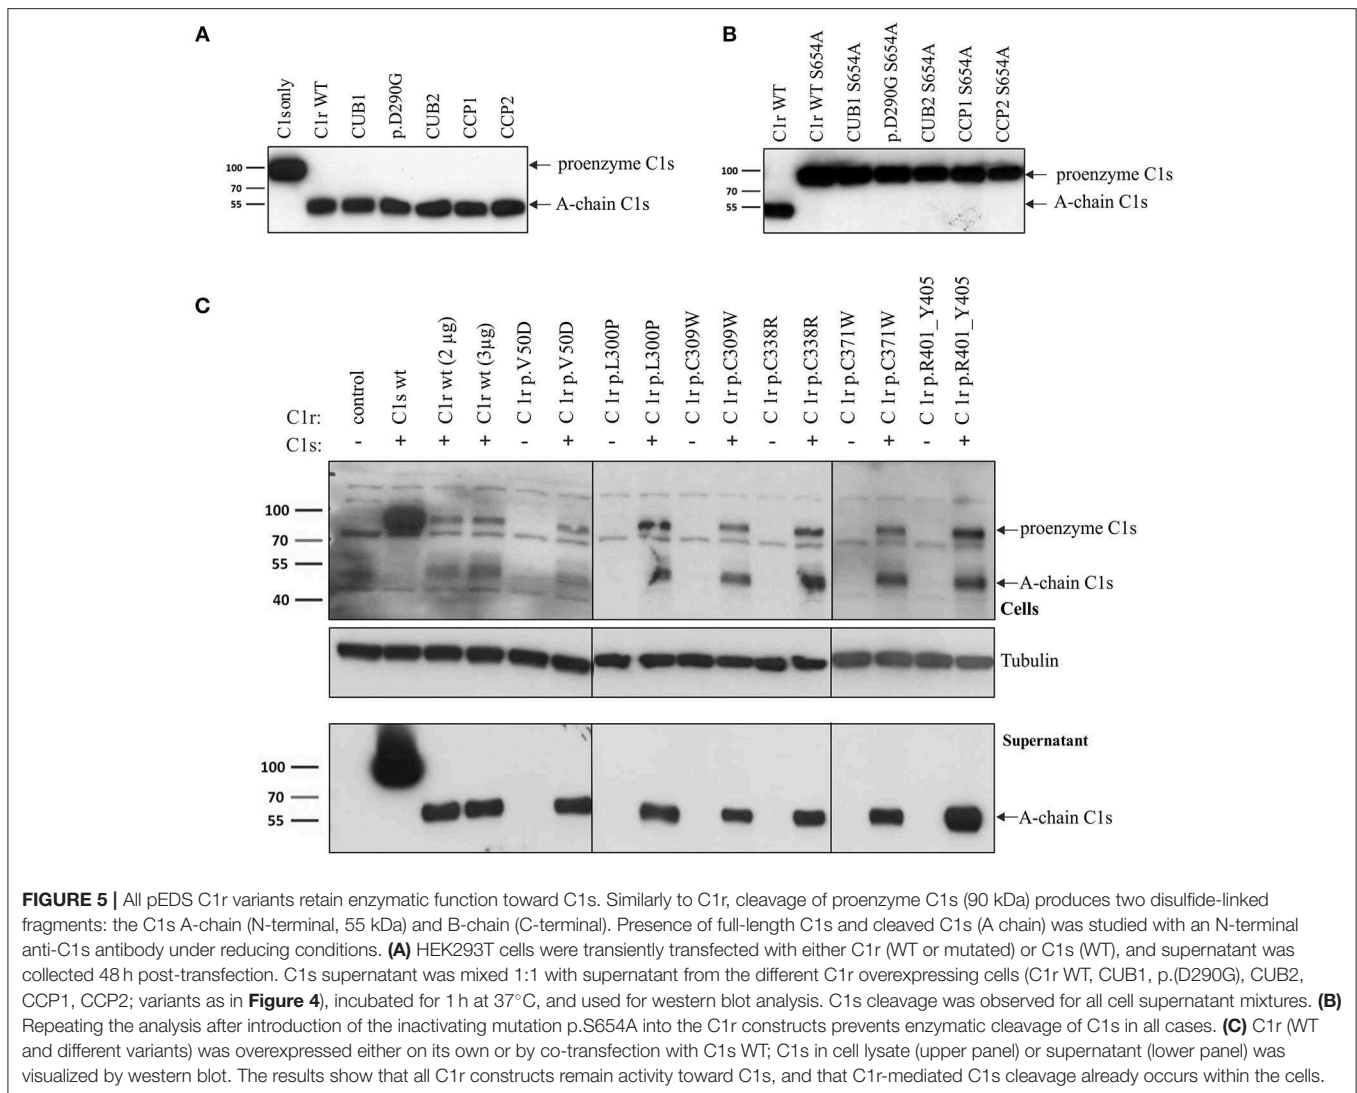 A
C1s only
C1r WT
CUB1
p.D290G
CUB2
CCP1
CCP2
100
70
55
proenzyme C1s
A-chain C1s
B
C1r WT
C1r WT S654A
CUB1 S654A
p.D290G S654A
CUB2 S654A
CCP1 S654A
CCP2 S654A
100
70
55
proenzyme C1s
A-chain C1s
C
C1r:
control
C1s wt
C1r wt (2 µg)
C1r wt (3µg)
C 1r p.V50D
C 1r p.V50D
C 1r p.L300P
C 1r p.L300P
C 1r p.C309W
C 1r p.C309W
C 1r p.C338R
C 1r p.C338R
C 1r p.C371W
C 1r p.C371W
C 1r p.R401_Y405
C 1r p.R401_Y405
C1s: - + + + - + - + - + - + - + - +
100
70
55
40
proenzyme C1s
A-chain C1s
Cells
Tubulin
Supernatant
100
70
55
A-chain C1s
FIGURE 5 | All pEDS C1r variants retain enzymatic function toward C1s. Similarly to C1r, cleavage of proenzyme C1s (90 kDa) produces two disulfide-linked
fragments: the C1s A-chain (N-terminal, 55 kDa) and B-chain (C-terminal). Presence of full-length C1s and cleaved C1s (A chain) was studied with an N-terminal
anti-C1s antibody under reducing conditions. (A) HEK293T cells were transiently transfected with either C1r (WT or mutated) or C1s (WT), and supernatant was
collected 48 h post-transfection. C1s supernatant was mixed 1:1 with supernatant from the different C1r overexpressing cells (C1r WT, CUB1, p.(D290G), CUB2,
CCP1, CCP2; variants as in Figure 4), incubated for 1 h at 37°C, and used for western blot analysis. C1s cleavage was observed for all cell supernatant mixtures. (B)
Repeating the analysis after introduction of the inactivating mutation p.S654A into the C1r constructs prevents enzymatic cleavage of C1s in all cases. (C) C1r (WT
and different variants) was overexpressed either on its own or by co-transfection with C1s WT; C1s in cell lysate (upper panel) or supernatant (lower panel) was
visualized by western blot. The results show that all C1r constructs remain activity toward C1s, and that C1r-mediated C1s cleavage already occurs within the cells.